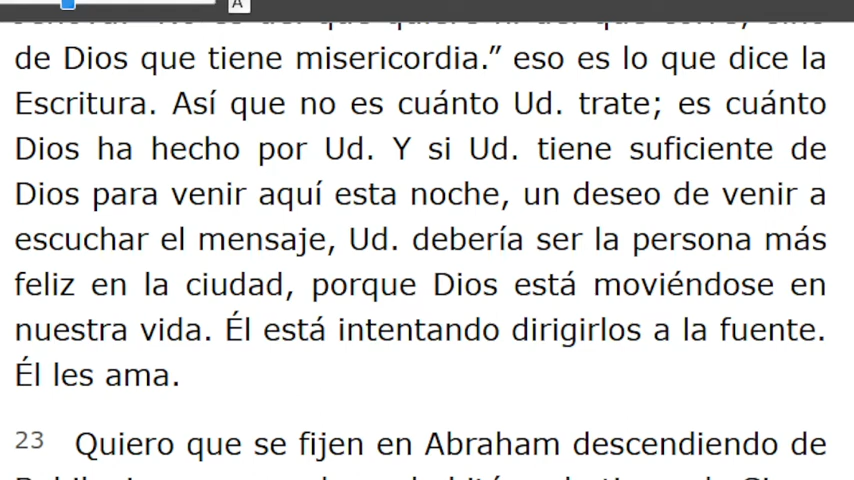 A
de Dios que tiene misericordia.” eso es lo que dice la
Escritura. Así que no es cuánto Ud. trate; es cuánto
Dios ha hecho por Ud. Y si Ud. tiene suficiente de
Dios para venir aquí esta noche, un deseo de venir a
escuchar el mensaje, Ud. debería ser la persona más
feliz en la ciudad, porque Dios está moviéndose en
nuestra vida. Él está intentando dirigirlos a la fuente.
Él les ama.
23 Quiero que se fijen en Abraham descendiendo de